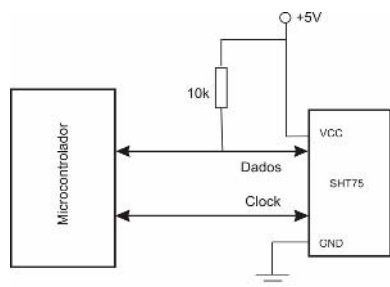 +5V
10k
Microcontrolador
VCC
Dados
SHT75
Clock
GND